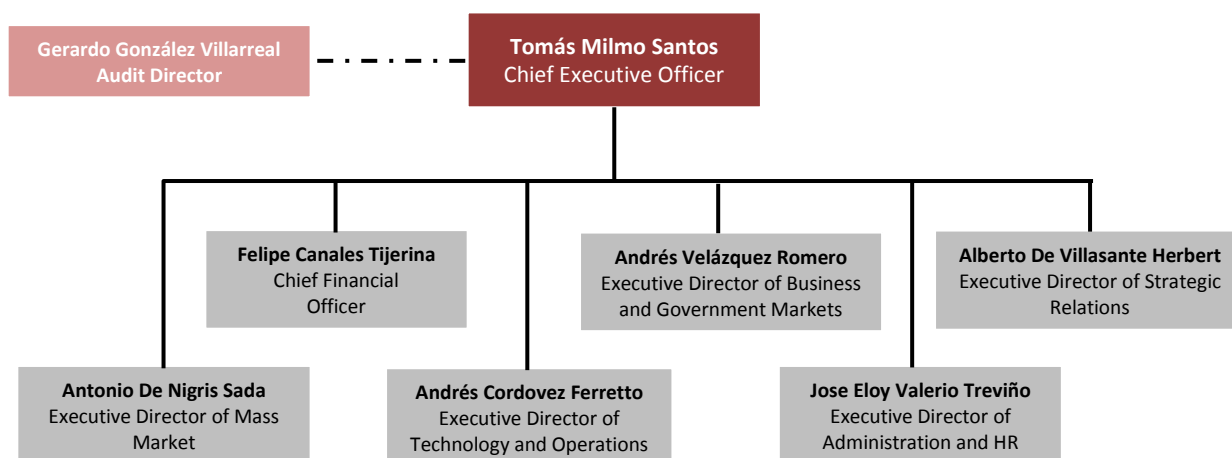 Gerardo González Villarreal
Audit Director
Tomás Milmo Santos
Chief Executive Officer
Felipe Canales Tijerina
Chief Financial
Officer
Andrés Velázquez Romero
Executive Director of Business
and Government Markets
Alberto De Villasante Herbert
Executive Director of Strategic
Relations
Antonio De Nigris Sada
Executive Director of Mass
Market
Andrés Cordovez Ferretto
Executive Director of
Technology and Operations
Jose Eloy Valerio Treviño
Executive Director of
Administration and HR